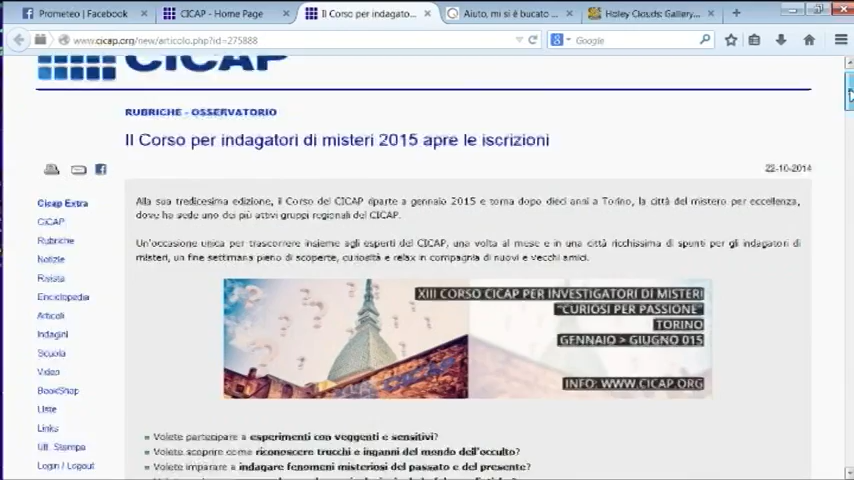 Prometeo | Facebook
CICAP - Home Page
Il Corso per indagato...
Aiuto, mi si è bucato ...
Holey Clouds: Gallery...
www.cicap.org/new/articolo.php?id=275888
Google
CICAP
RUBRICHE - OSSERVATORIO
Il Corso per indagatori di misteri 2015 apre le iscrizioni
22-10-2014
Cicap Extra
CICAP
Rubriche
Notizie
Rivista
Enciclopedia
Articoli
Indagini
Scuola
Video
BookShop
Liste
Links
Uff. Stampa
Login / Logout
Alla sua tredicesima edizione, il Corso del CICAP riparte a gennaio 2015 e torna dopo dieci anni a Torino, la città del mistero per eccellenza,
dove ha sede uno dei più attivi gruppi regionali del CICAP.
Un'occasione unica per trascorrere insieme agli esperti del CICAP, una volta al mese e in una città ricchissima di spunti per gli indagatori di
misteri, un fine settimana pieno di scoperte, curiosità e relax in compagnia di nuovi e vecchi amici.
XIII CORSO CICAP PER INVESTIGATORI DI MISTERI
"CURIOSI PER PASSIONE"
TORINO
GENNAIO > GIUGNO 015
INFO: WWW.CICAP.ORG
CICAP
Volete partecipare a esperimenti con veggenti e sensitivi?
Volete scoprire come riconoscere trucchi e inganni del mondo dell'occulto?
Volete imparare a indagare fenomeni misteriosi del passato e del presente?